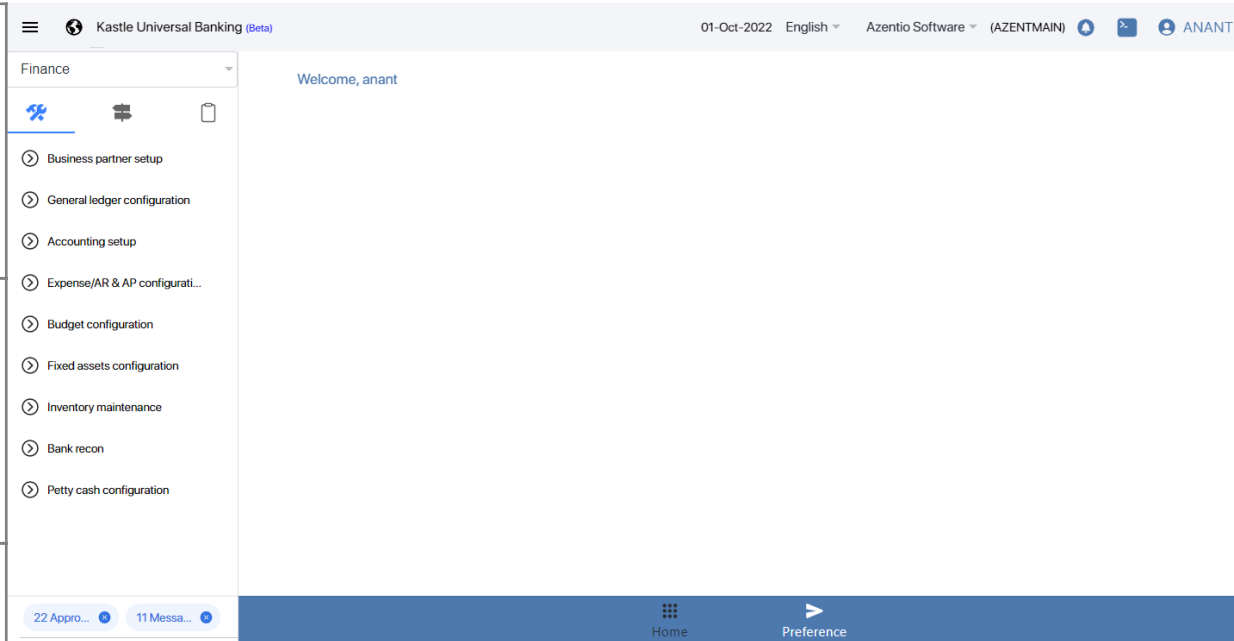 Kastle Universal Banking (Beta) 01-Oct-2022 English Azentio Software (AZENTMAIN) ANANT
Finance
Welcome, anant
Business partner setup
General ledger configuration
Accounting setup
Expense/AR & AP configurati...
Budget configuration
Fixed assets configuration
Inventory maintenance
Bank recon
Petty cash configuration
22 Appro... 11 Messa...
Home Preference